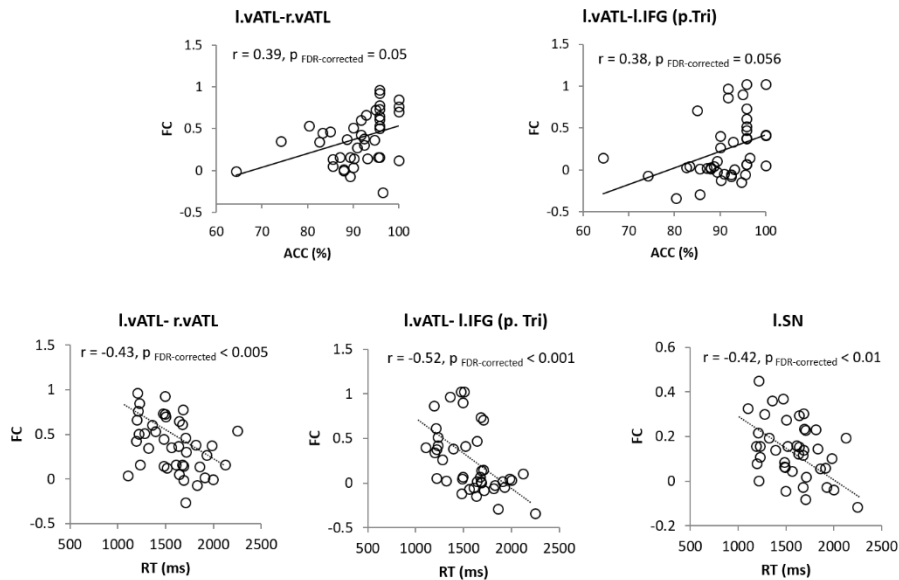 l.vATL-r.vATL
r = 0.39, p FDR-corrected = 0.05
1.5
1
0.5
0
-0.5
FC
60 70 80 90 100
ACC (%)
l.vATL-l.IFG (p.Tri)
r = 0.38, p FDR-corrected = 0.056
1.5
1
0.5
0
-0.5
FC
60 70 80 90 100
ACC (%)
l.vATL- r.vATL
r = -0.43, p FDR-corrected < 0.005
1.5
1
0.5
0
-0.5
FC
500 1000 1500 2000 2500
RT (ms)
l.vATL- l.IFG (p. Tri)
r = -0.52, p FDR-corrected < 0.001
1.5
1
0.5
0
-0.5
FC
500 1000 1500 2000 2500
RT (ms)
l.SN
r = -0.42, p FDR-corrected < 0.01
0.6
0.4
0.2
0
-0.2
FC
500 1000 1500 2000 2500
RT (ms)